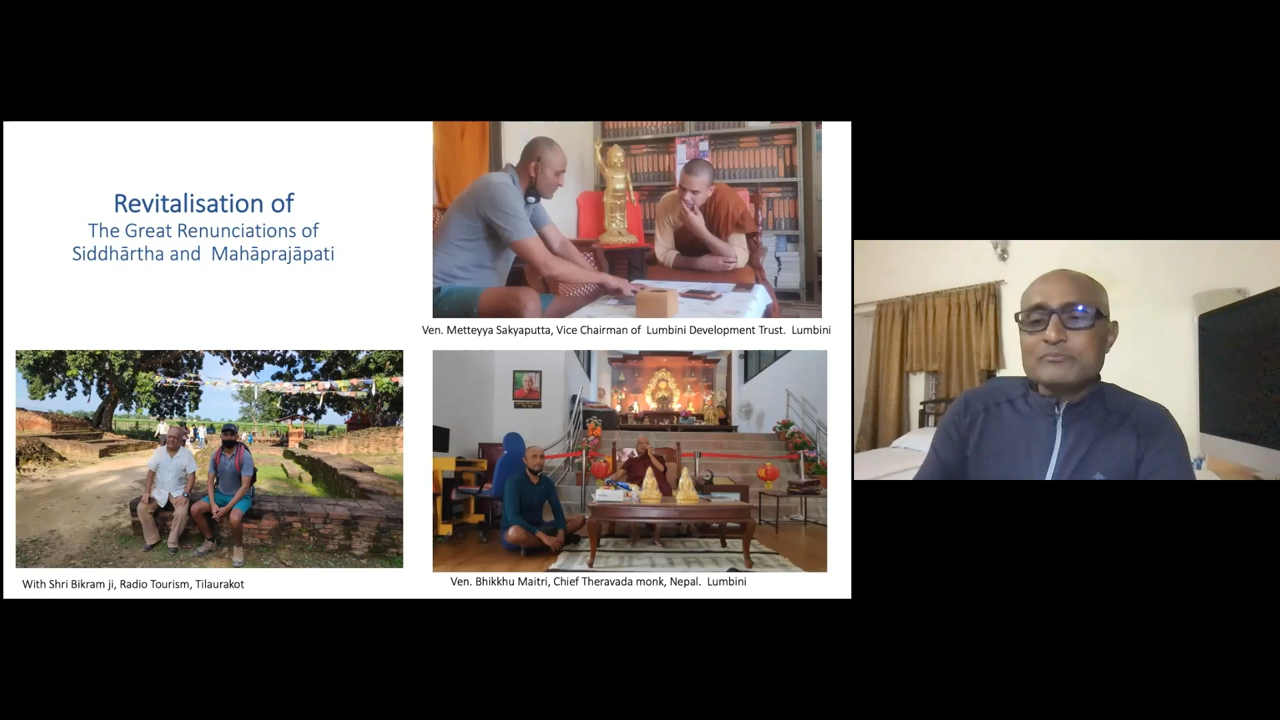 Revitalisation of
The Great Renunciations of
Siddhārtha and Mahāprajāpati
Ven. Metteyya Sakyaputta, Vice Chairman of Lumbini Development Trust. Lumbini
With Shri Bikram ji, Radio Tourism, Tilaurakot
Ven. Bhikkhu Maitri, Chief Theravada monk, Nepal. Lumbini